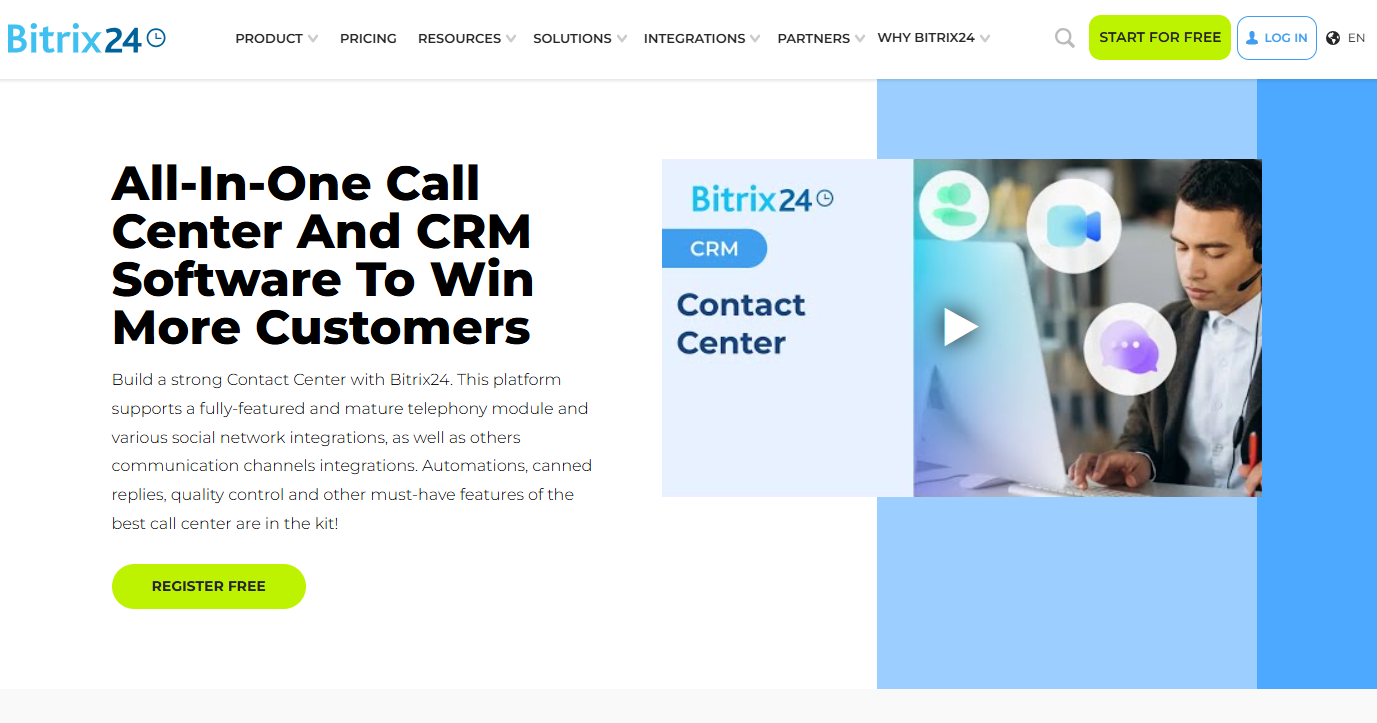 Bitrix24
PRODUCT PRICING RESOURCES SOLUTIONS INTEGRATIONS PARTNERS WHY BITRIX24 START FOR FREE LOG IN EN
All-In-One Call
Center And CRM
Software To Win
More Customers
Build a strong Contact Center with Bitrix24. This platform
supports a fully-featured and mature telephony module and
various social network integrations, as well as others
communication channels integrations. Automations, canned
replies, quality control and other must-have features of the
best call center are in the kit!
REGISTER FREE
Bitrix24
CRM
Contact
Center